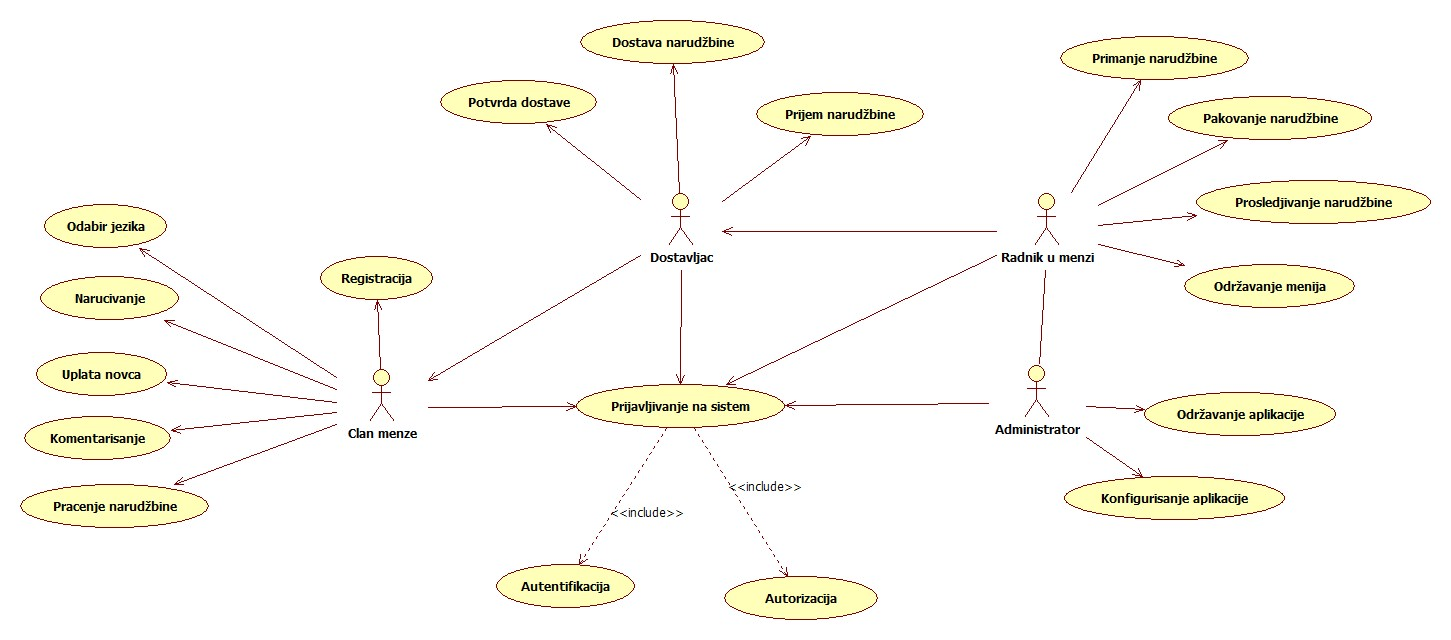 Dostava narudžbine
Primanje narudžbine
Potvrda dostave
Prijem narudžbine
Pakovanje narudžbine
Prosledjivanje narudžbine
Odabir jezika
Dostavljac
Radnik u menzi
Registracija
Održavanje menija
Narucivanje
Uplata novca
Prijavljivanje na sistem
Održavanje aplikacije
Clan menze
Administrator
Komentarisanje
<<include>>
Konfigurisanje aplikacije
Pracenje narudžbine
<<include>>
Autentifikacija
Autorizacija